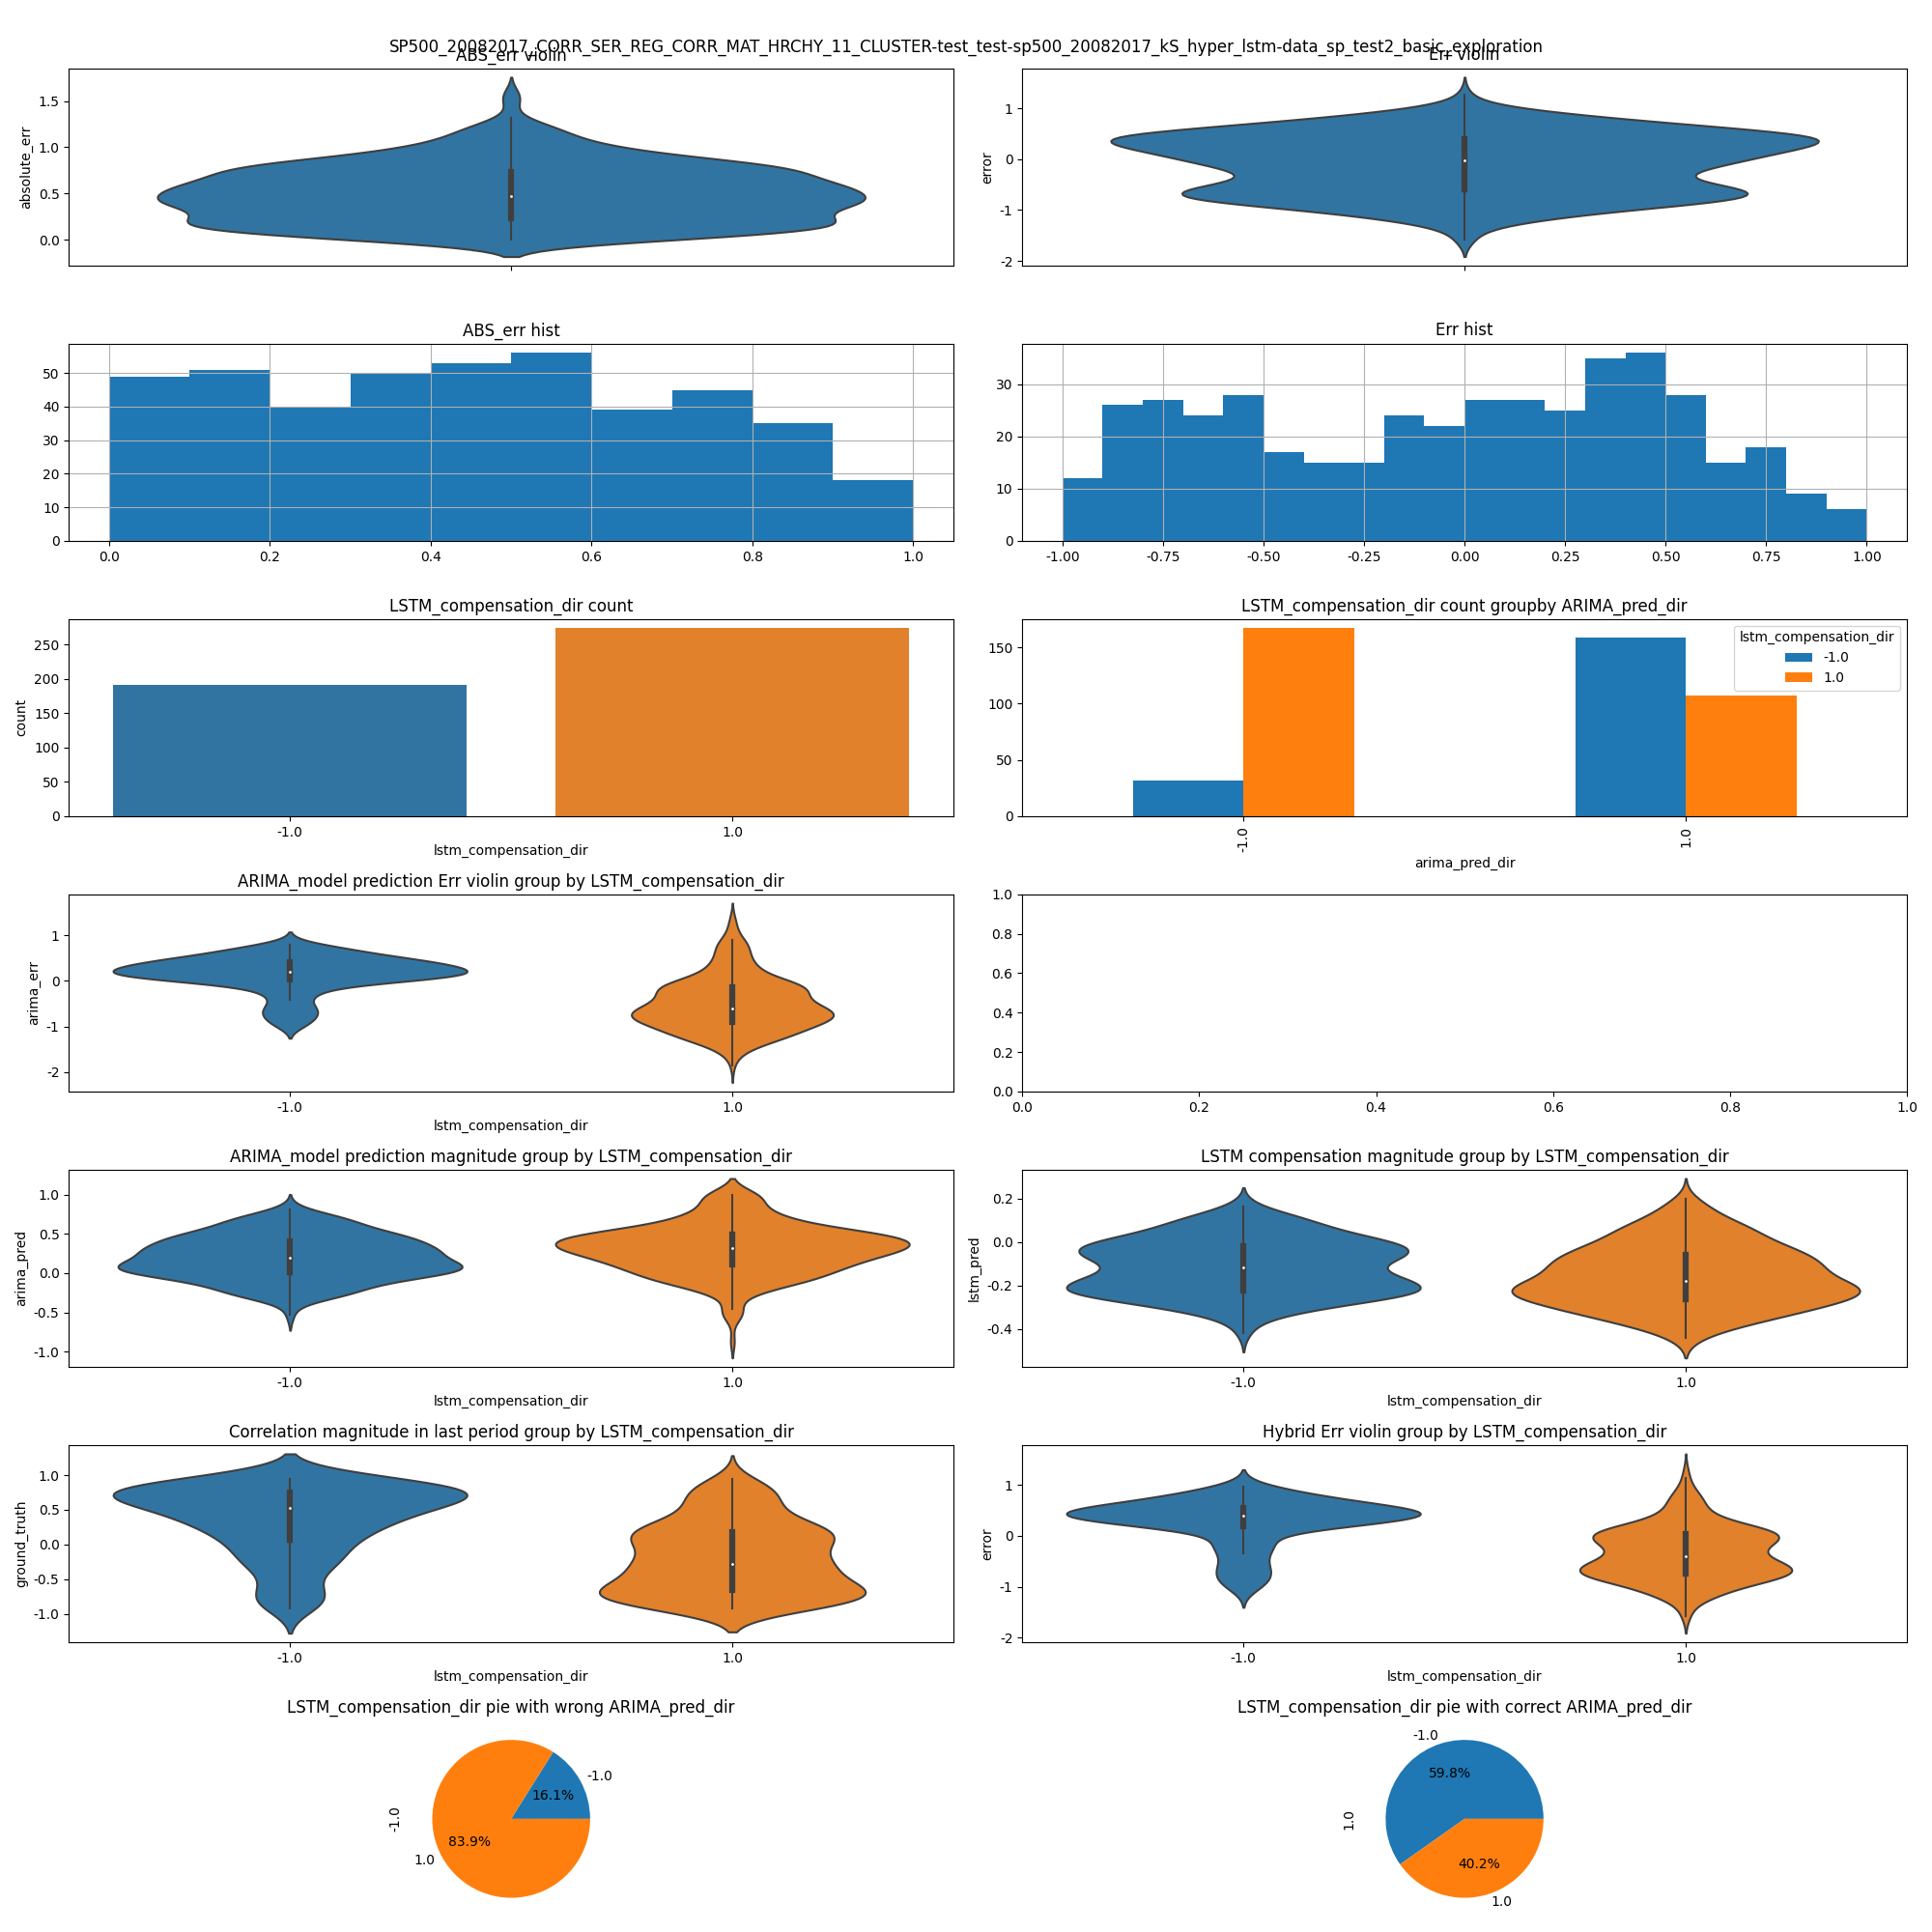 SP500_20082017_CORR_SER_REG_CORR_MAT_HRCHY_11_CLUSTER-test_test-sp500_20082017_kS_hyper_lstm-data_sp_test2_basic_exploration
ABS_err violin
absolute_err
1.5
1.0
0.5
0.0
Err violin
error
1
0
-1
-2
ABS_err hist
50
40
30
20
10
0
0.0 0.2 0.4 0.6 0.8 1.0
Err hist
30
20
10
0
-1.00 -0.75 -0.50 -0.25 0.00 0.25 0.50 0.75 1.00
LSTM_compensation_dir count
count
250
200
150
100
50
0
-1.0 1.0
lstm_compensation_dir
LSTM_compensation_dir count groupby ARIMA_pred_dir
150
100
50
0
lstm_compensation_dir
-1.0
1.0
-1.0 1.0
arima_pred_dir
ARIMA_model prediction Err violin group by LSTM_compensation_dir
arima_err
1
0
-1
-2
-1.0 1.0
lstm_compensation_dir
1.0
0.8
0.6
0.4
0.2
0.0
0.0 0.2 0.4 0.6 0.8 1.0
ARIMA_model prediction magnitude group by LSTM_compensation_dir
arima_pred
1.0
0.5
0.0
-0.5
-1.0
-1.0 1.0
lstm_compensation_dir
LSTM compensation magnitude group by LSTM_compensation_dir
lstm_pred
0.2
0.0
-0.2
-0.4
-1.0 1.0
lstm_compensation_dir
Correlation magnitude in last period group by LSTM_compensation_dir
ground_truth
1.0
0.5
0.0
-0.5
-1.0
-1.0 1.0
lstm_compensation_dir
Hybrid Err violin group by LSTM_compensation_dir
error
1
0
-1
-2
-1.0 1.0
lstm_compensation_dir
LSTM_compensation_dir pie with wrong ARIMA_pred_dir
-1.0
-1.0
16.1%
83.9%
1.0
LSTM_compensation_dir pie with correct ARIMA_pred_dir
1.0
-1.0
59.8%
40.2%
1.0